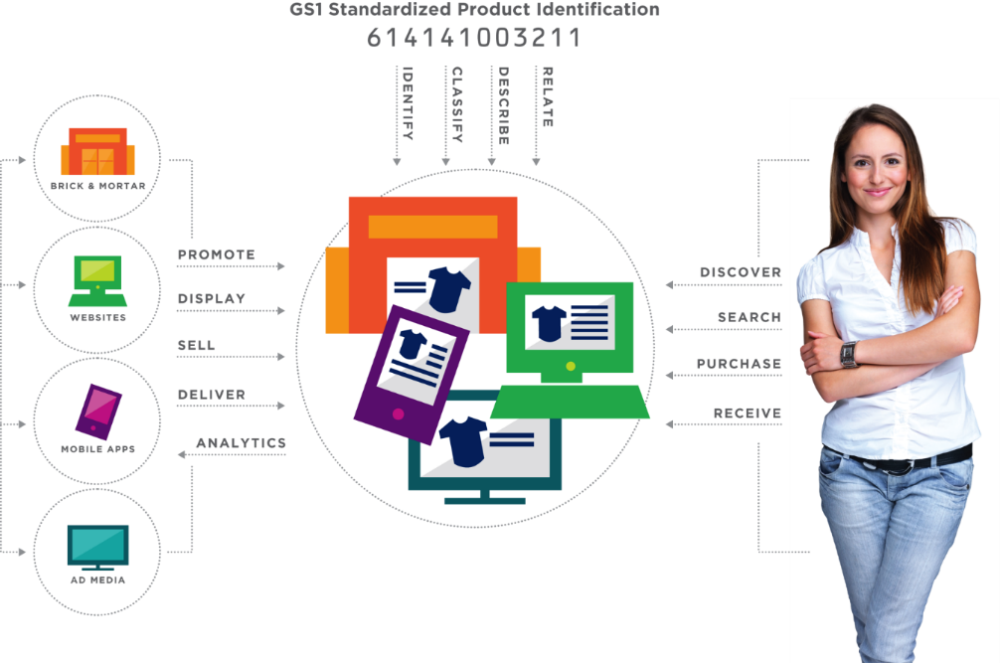 GS1 Standardized Product Identification
614141003211
IDENTIFY
CLASSIFY
DESCRIBE
RELATE
BRICK & MORTAR
WEBSITES
MOBILE APPS
AD MEDIA
PROMOTE
DISPLAY
SELL
DELIVER
ANALYTICS
DISCOVER
SEARCH
PURCHASE
RECEIVE